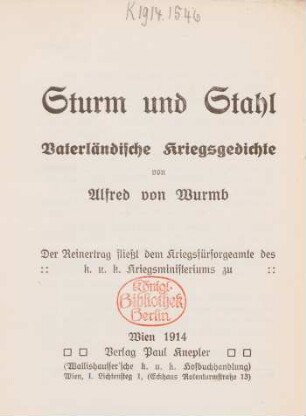 K1914.1546
Sturm und Stahl
Vaterländische Kriegsgedichte
von
Alfred von Wurmb
Der Reinertrag fließt dem Kriegsfürsorgeamte des
:: k. u. k. Kriegsministeriums zu ::
Königl.
Bibliothek
Berlin
Wien 1914
Verlag Paul Knepler
(Wallishausser'sche k. u. k. Hofbuchhandlung)
Wien, I. Lichtensteg 1, (Eckhaus Rotenturmstraße 13)